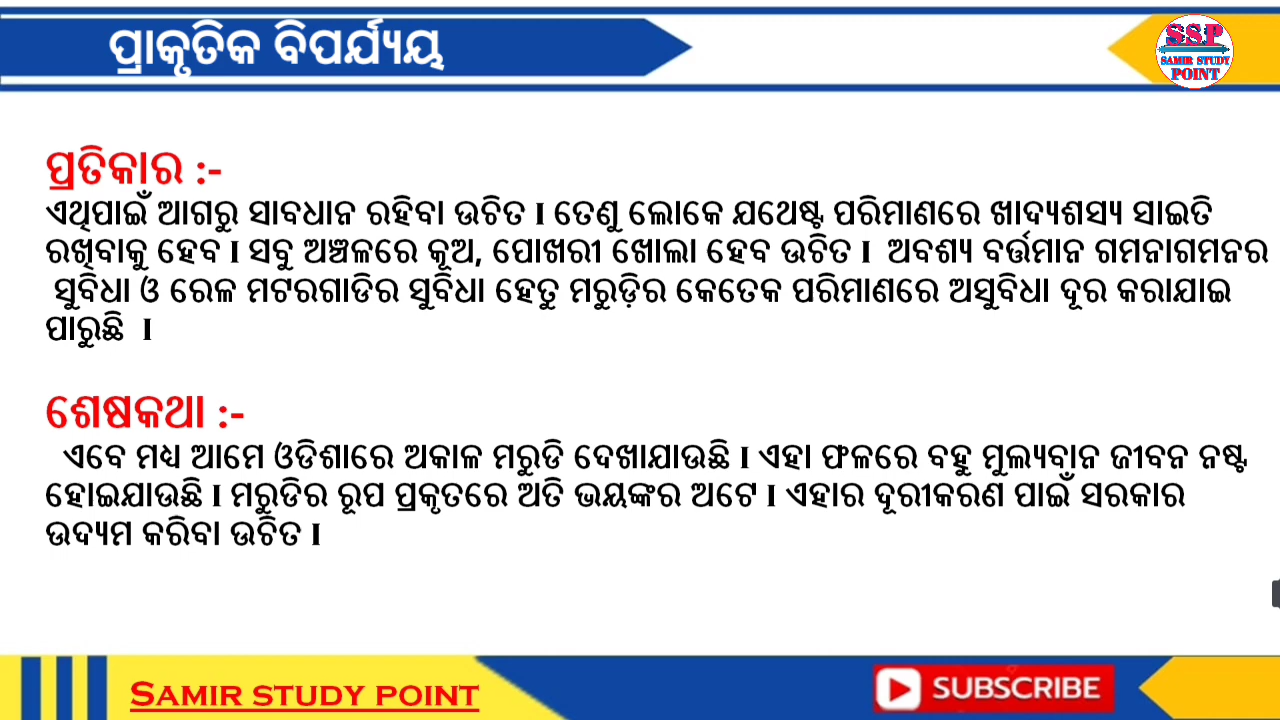 ପ୍ରାକୃତିକ ବିପର୍ଯ୍ୟୟ
SSP
SAMIR STUDY
POINT
ପ୍ରତିକାର :-
ଏଥିପାଇଁ ଆଗରୁ ସାବଧାନ ରହିବା ଉଚିତ I ତେଣୁ ଲୋକେ ଯଥେଷ୍ଟ ପରିମାଣରେ ଖାଦ୍ୟଶସ୍ୟ ସାଇତି
ରଖିବାକୁ ହେବ I ସବୁ ଅଞ୍ଚଳରେ କୂଅ, ପୋଖରୀ ଖୋଲା ହେବ ଉଚିତ I ଅବଶ୍ୟ ବର୍ତ୍ତମାନ ଗମନାଗମନର
ସୁବିଧା ଓ ରେଳ ମଟରଗାଡିର ସୁବିଧା ହେତୁ ମରୁଡ଼ିର କେତେକ ପରିମାଣରେ ଅସୁବିଧା ଦୂର କରାଯାଇ
ପାରୁଛି I
ଶେଷକଥା :-
ଏବେ ମଧ୍ୟ ଆମେ ଓଡିଶାରେ ଅକାଳ ମରୁଡି ଦେଖାଯାଉଛି I ଏହା ଫଳରେ ବହୁ ମୁଲ୍ୟବାନ ଜୀବନ ନଷ୍ଟ
ହୋଇଯାଉଛି I ମରୁଡିର ରୂପ ପ୍ରକୃତରେ ଅତି ଭୟଙ୍କର ଅଟେ I ଏହାର ଦୂରୀକରଣ ପାଇଁ ସରକାର
ଉଦ୍ୟମ କରିବା ଉଚିତ I
SAMIR STUDY POINT
SUBSCRIBE